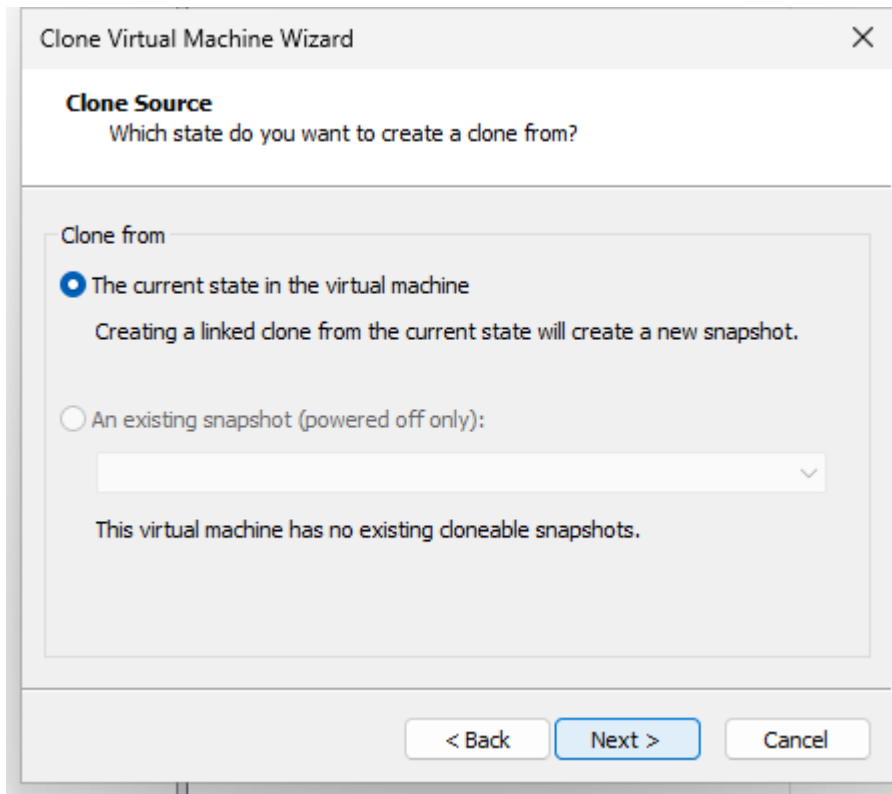 Clone Virtual Machine Wizard
Clone Source
Which state do you want to create a clone from?
Clone from
The current state in the virtual machine
Creating a linked clone from the current state will create a new snapshot.
An existing snapshot (powered off only):
This virtual machine has no existing cloneable snapshots.
< Back Next > Cancel